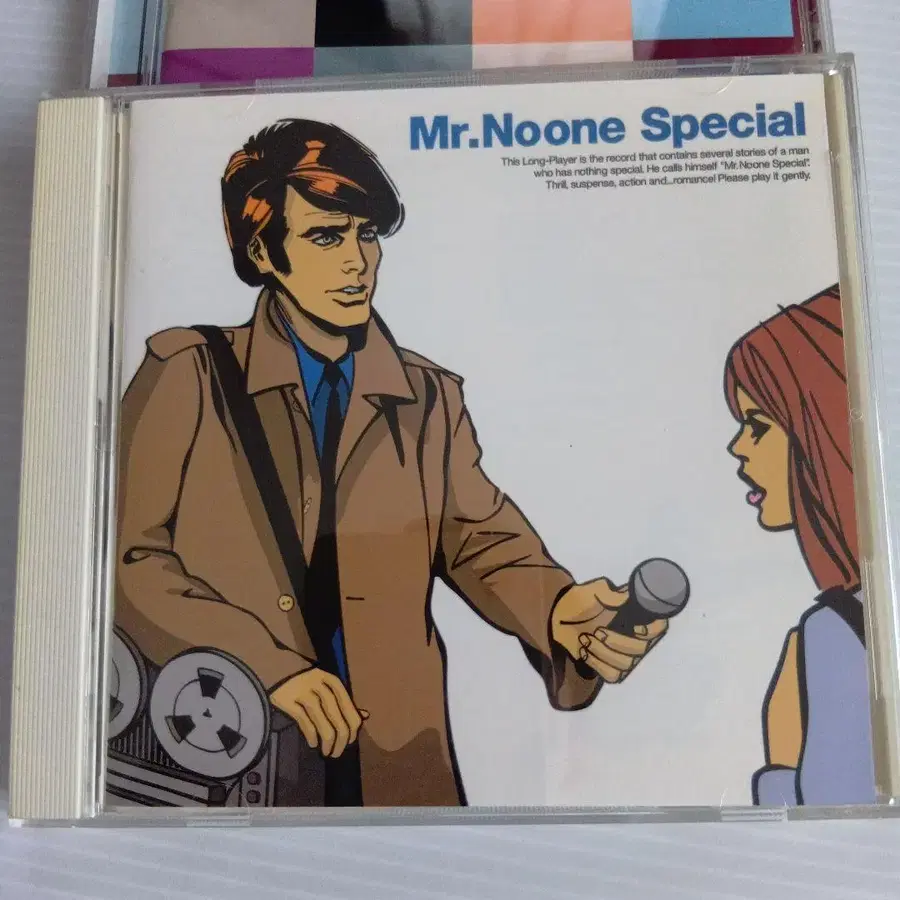 Mr.Noone Special
This Long-Player is the record that contains several stories of a man
who has nothing special. He calls himself "Mr. Noone Special".
Thrill, suspense, action and...romance! Please play it gently.